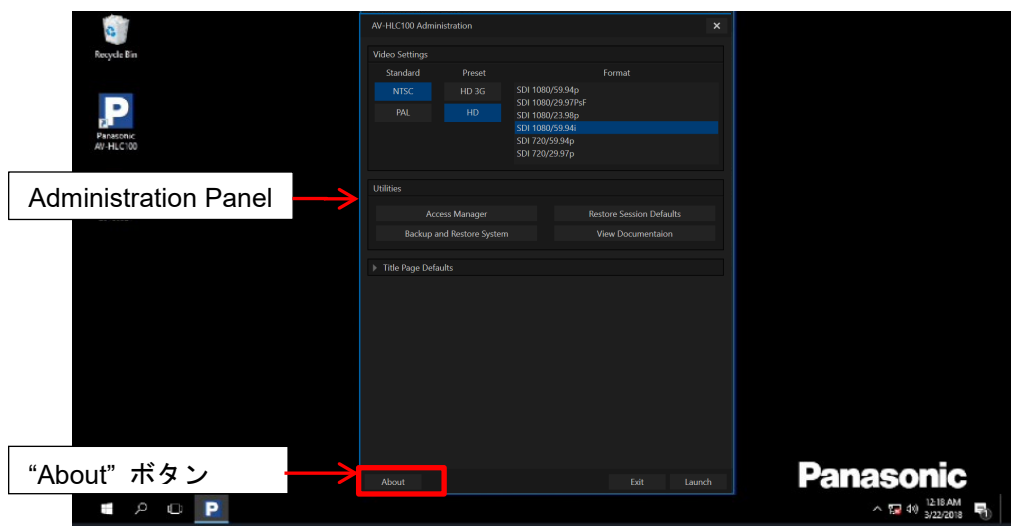 Recycle Bin
Panasonic
AV-HLC100
AV-HLC100 Administration
Video Settings
Standard Preset Format
NTSC HD 3G SDI 1080/59.94p
SDI 1080/29.97PsF
PAL HD SDI 1080/23.98p
SDI 1080/59.94i
SDI 720/59.94p
SDI 720/29.97p
Administration Panel
Utilities
Access Manager Restore Session Defaults
Backup and Restore System View Documentaion
Title Page Defaults
“About” ボタン
About Exit Launch
Panasonic
12:18 AM
3/22/2018